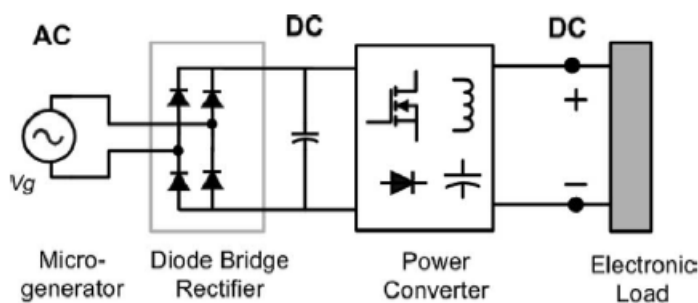 AC
DC
DC
+
Vg
−
Micro-
generator
Diode Bridge
Rectifier
Power
Converter
Electronic
Load